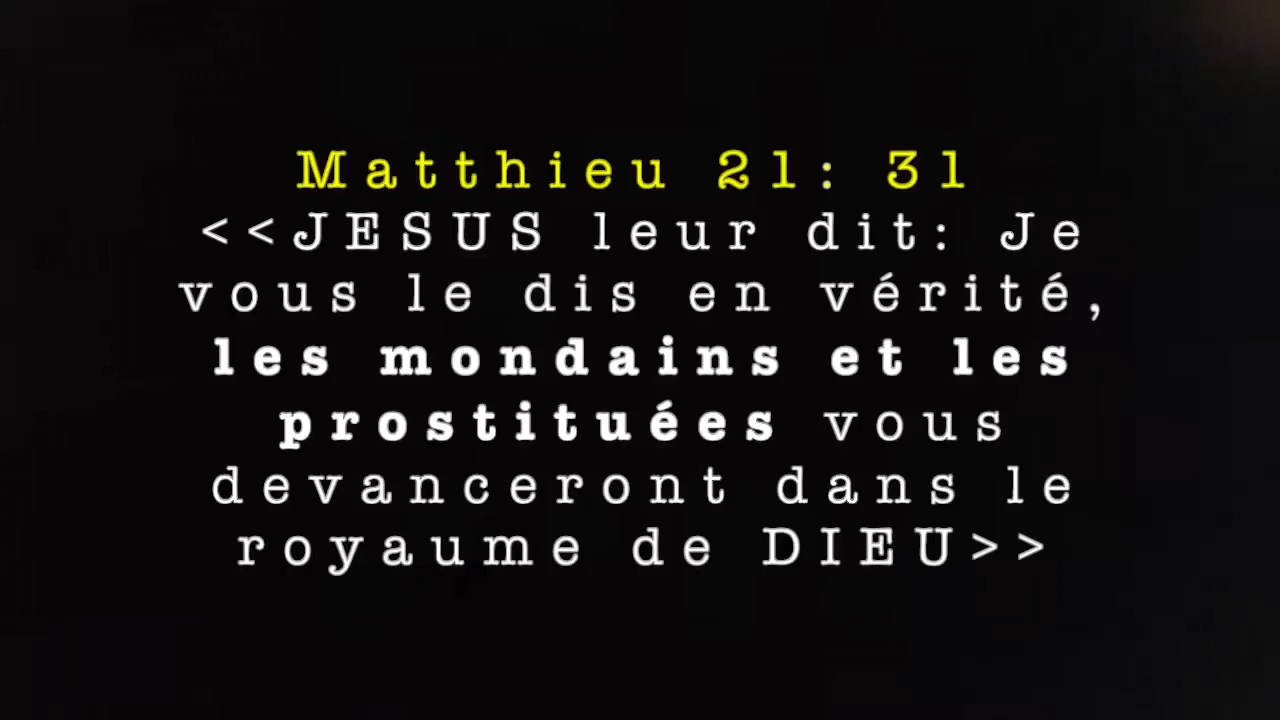 Matthieu 21: 31
<<JESUS leur dit: Je
vous le dis en vérité,
les mondains et les
prostituées vous
devanceront dans le
royaume de DIEU>>